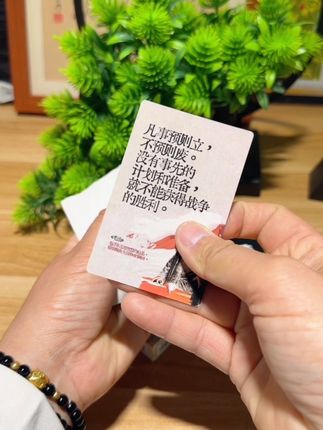 凡事预则立，
不预则废。
没有事先的
计划和准备，
就不能获得战争
的胜利。